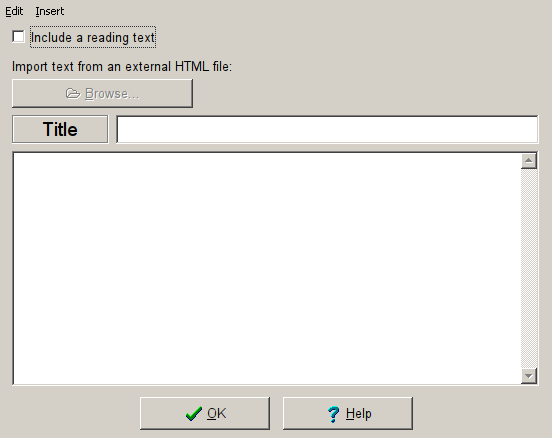 Edit Insert
Include a reading text
Import text from an external HTML file:
Browse...
Title
OK Help